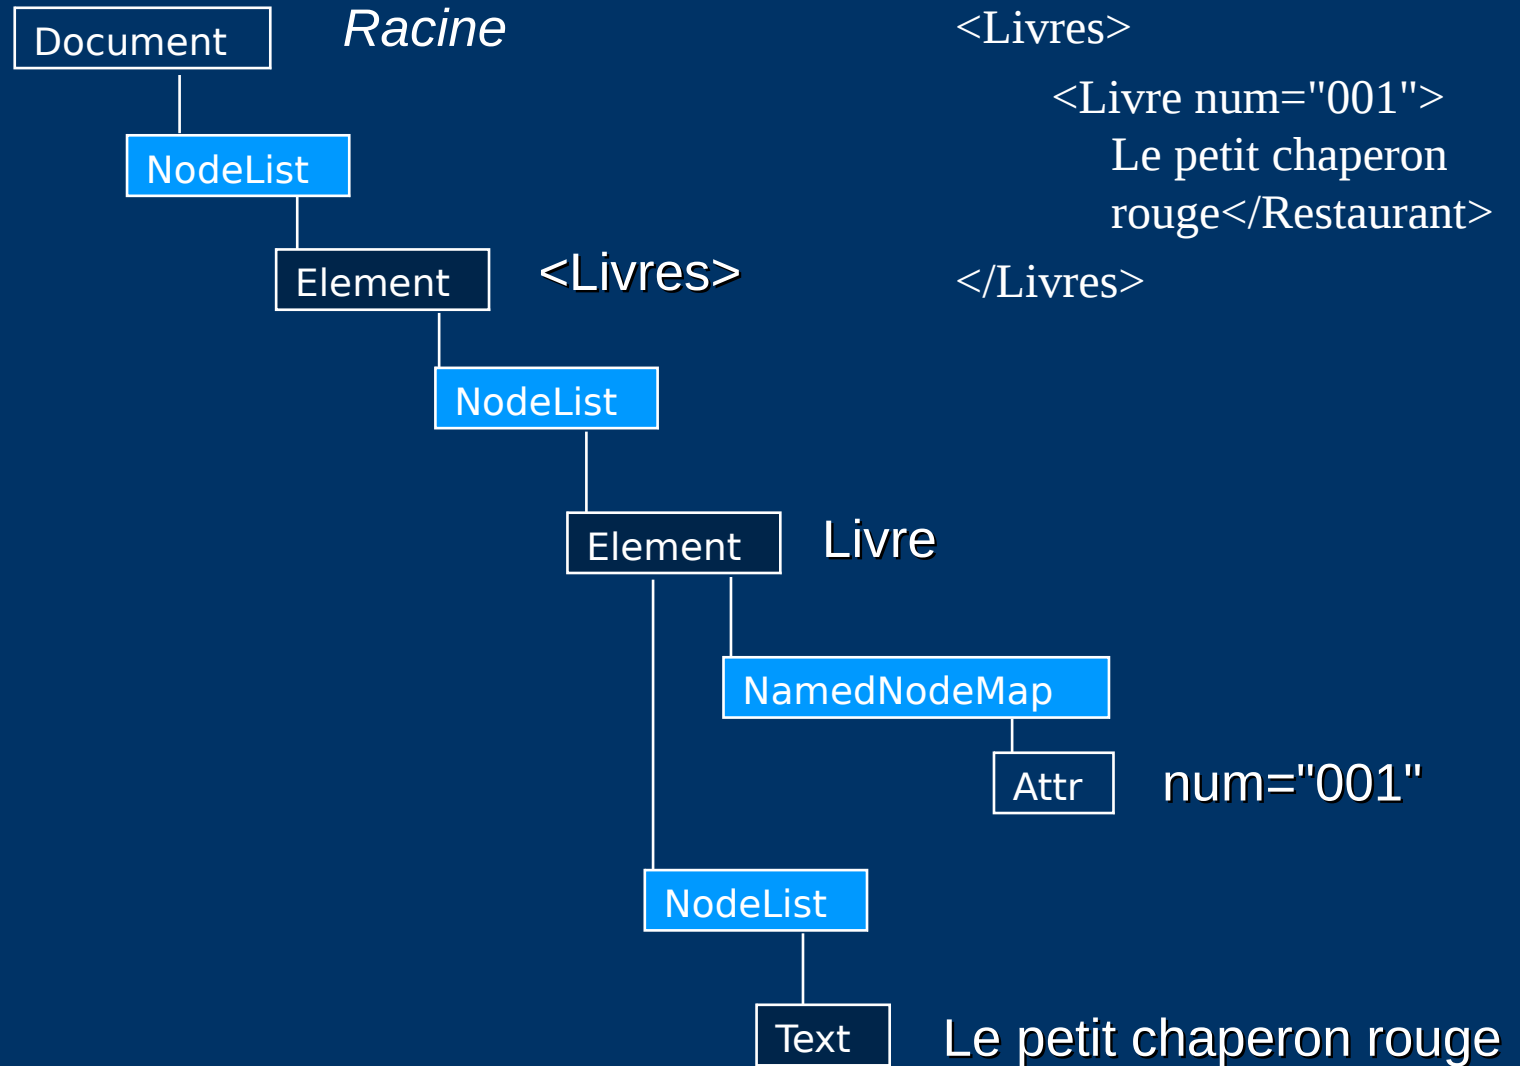 Document
Racine
NodeList
Element
<Livres>
NodeList
Element
Livre
NamedNodeMap
Attr
num="001"
NodeList
Text
Le petit chaperon rouge
<Livres>
<Livre num="001">
Le petit chaperon
rouge</Restaurant>
</Livres>